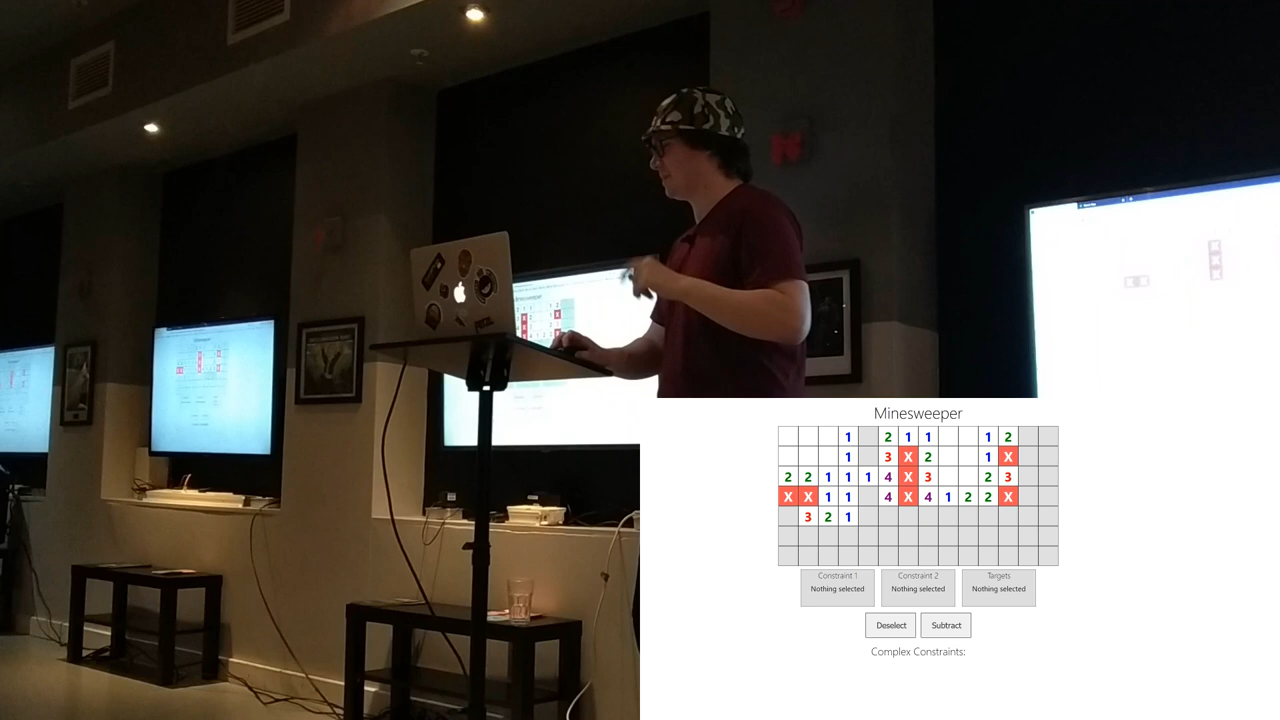 Minesweeper
1 2 1 1 1 2
1 3 X 2 1 X
2 2 1 1 1 4 X 3 2 3
X X 1 1 4 X 4 1 2 2 X
3 2 1
Constraint 1 Constraint 2 Targets
Nothing selected Nothing selected Nothing selected
Deselect Subtract
Complex Constraints: